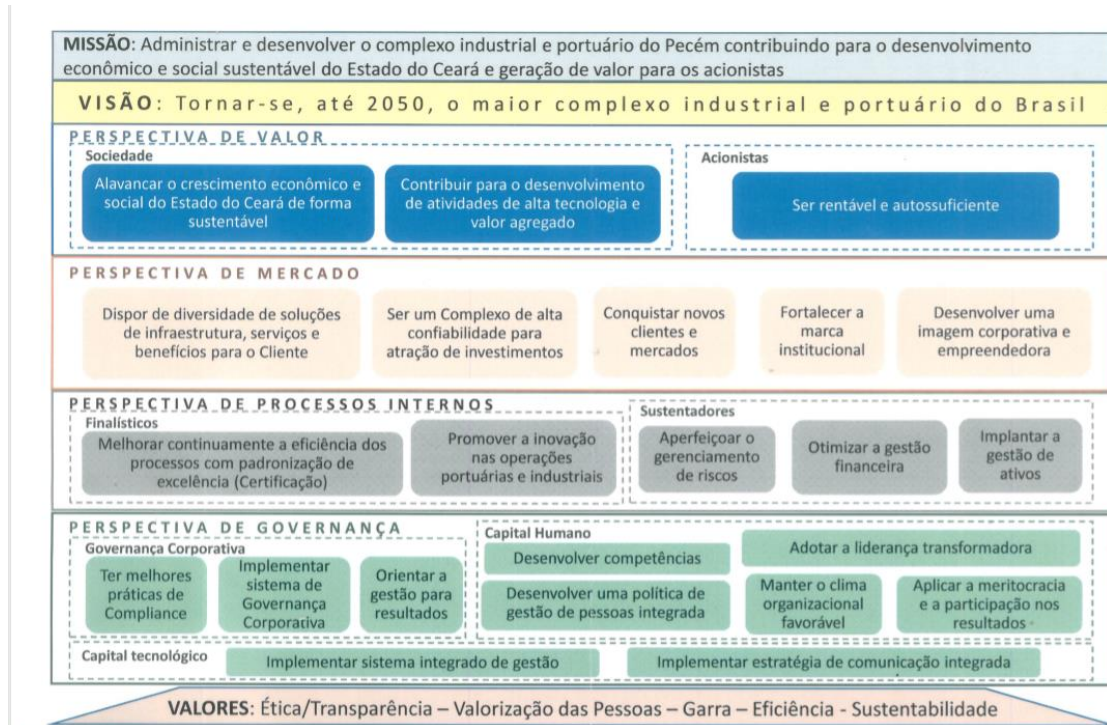 MISSÃO: Administrar e desenvolver o complexo industrial e portuário do Pecém contribuindo para o desenvolvimento
econômico e social sustentável do Estado do Ceará e geração de valor para os acionistas
VISÃO: Tornar-se, até 2050, o maior complexo industrial e portuário do Brasil
PERSPECTIVA DE VALOR
Sociedade
Alavancar o crescimento econômico e
social do Estado do Ceará de forma
sustentável
Contribuir para o desenvolvimento
de atividades de alta tecnologia e
valor agregado
Acionistas
Ser rentável e autossuficiente
PERSPECTIVA DE MERCADO
Dispor de diversidade de soluções
de infraestrutura, serviços e
benefícios para o Cliente
Ser um Complexo de alta
confiabilidade para
atração de investimentos
Conquistar novos
clientes e
mercados
Fortalecer a
marca
institucional
Desenvolver uma
imagem corporativa e
empreendedora
PERSPECTIVA DE PROCESSOS INTERNOS
Finalísticos
Melhorar continuamente a eficiência dos
processos com padronização de
excelência (Certificação)
Promover a inovação
nas operações
portuárias e industriais
Sustentadores
Aperfeiçoar o
gerenciamento
de riscos
Otimizar a gestão
financeira
Implantar a
gestão de
ativos
PERSPECTIVA DE GOVERNANÇA
Governança Corporativa
Ter melhores
práticas de
Compliance
Implementar
sistema de
Governança
Corporativa
Orientar a
gestão para
resultados
Capital Humano
Desenvolver competências
Adotar a liderança transformadora
Desenvolver uma política de
gestão de pessoas integrada
Manter o clima
organizacional
favorável
Aplicar a meritocracia
e a participação nos
resultados
Capital tecnológico
Implementar sistema integrado de gestão
Implementar estratégia de comunicação integrada
VALORES: Ética/Transparência – Valorização das Pessoas – Garra – Eficiência - Sustentabilidade